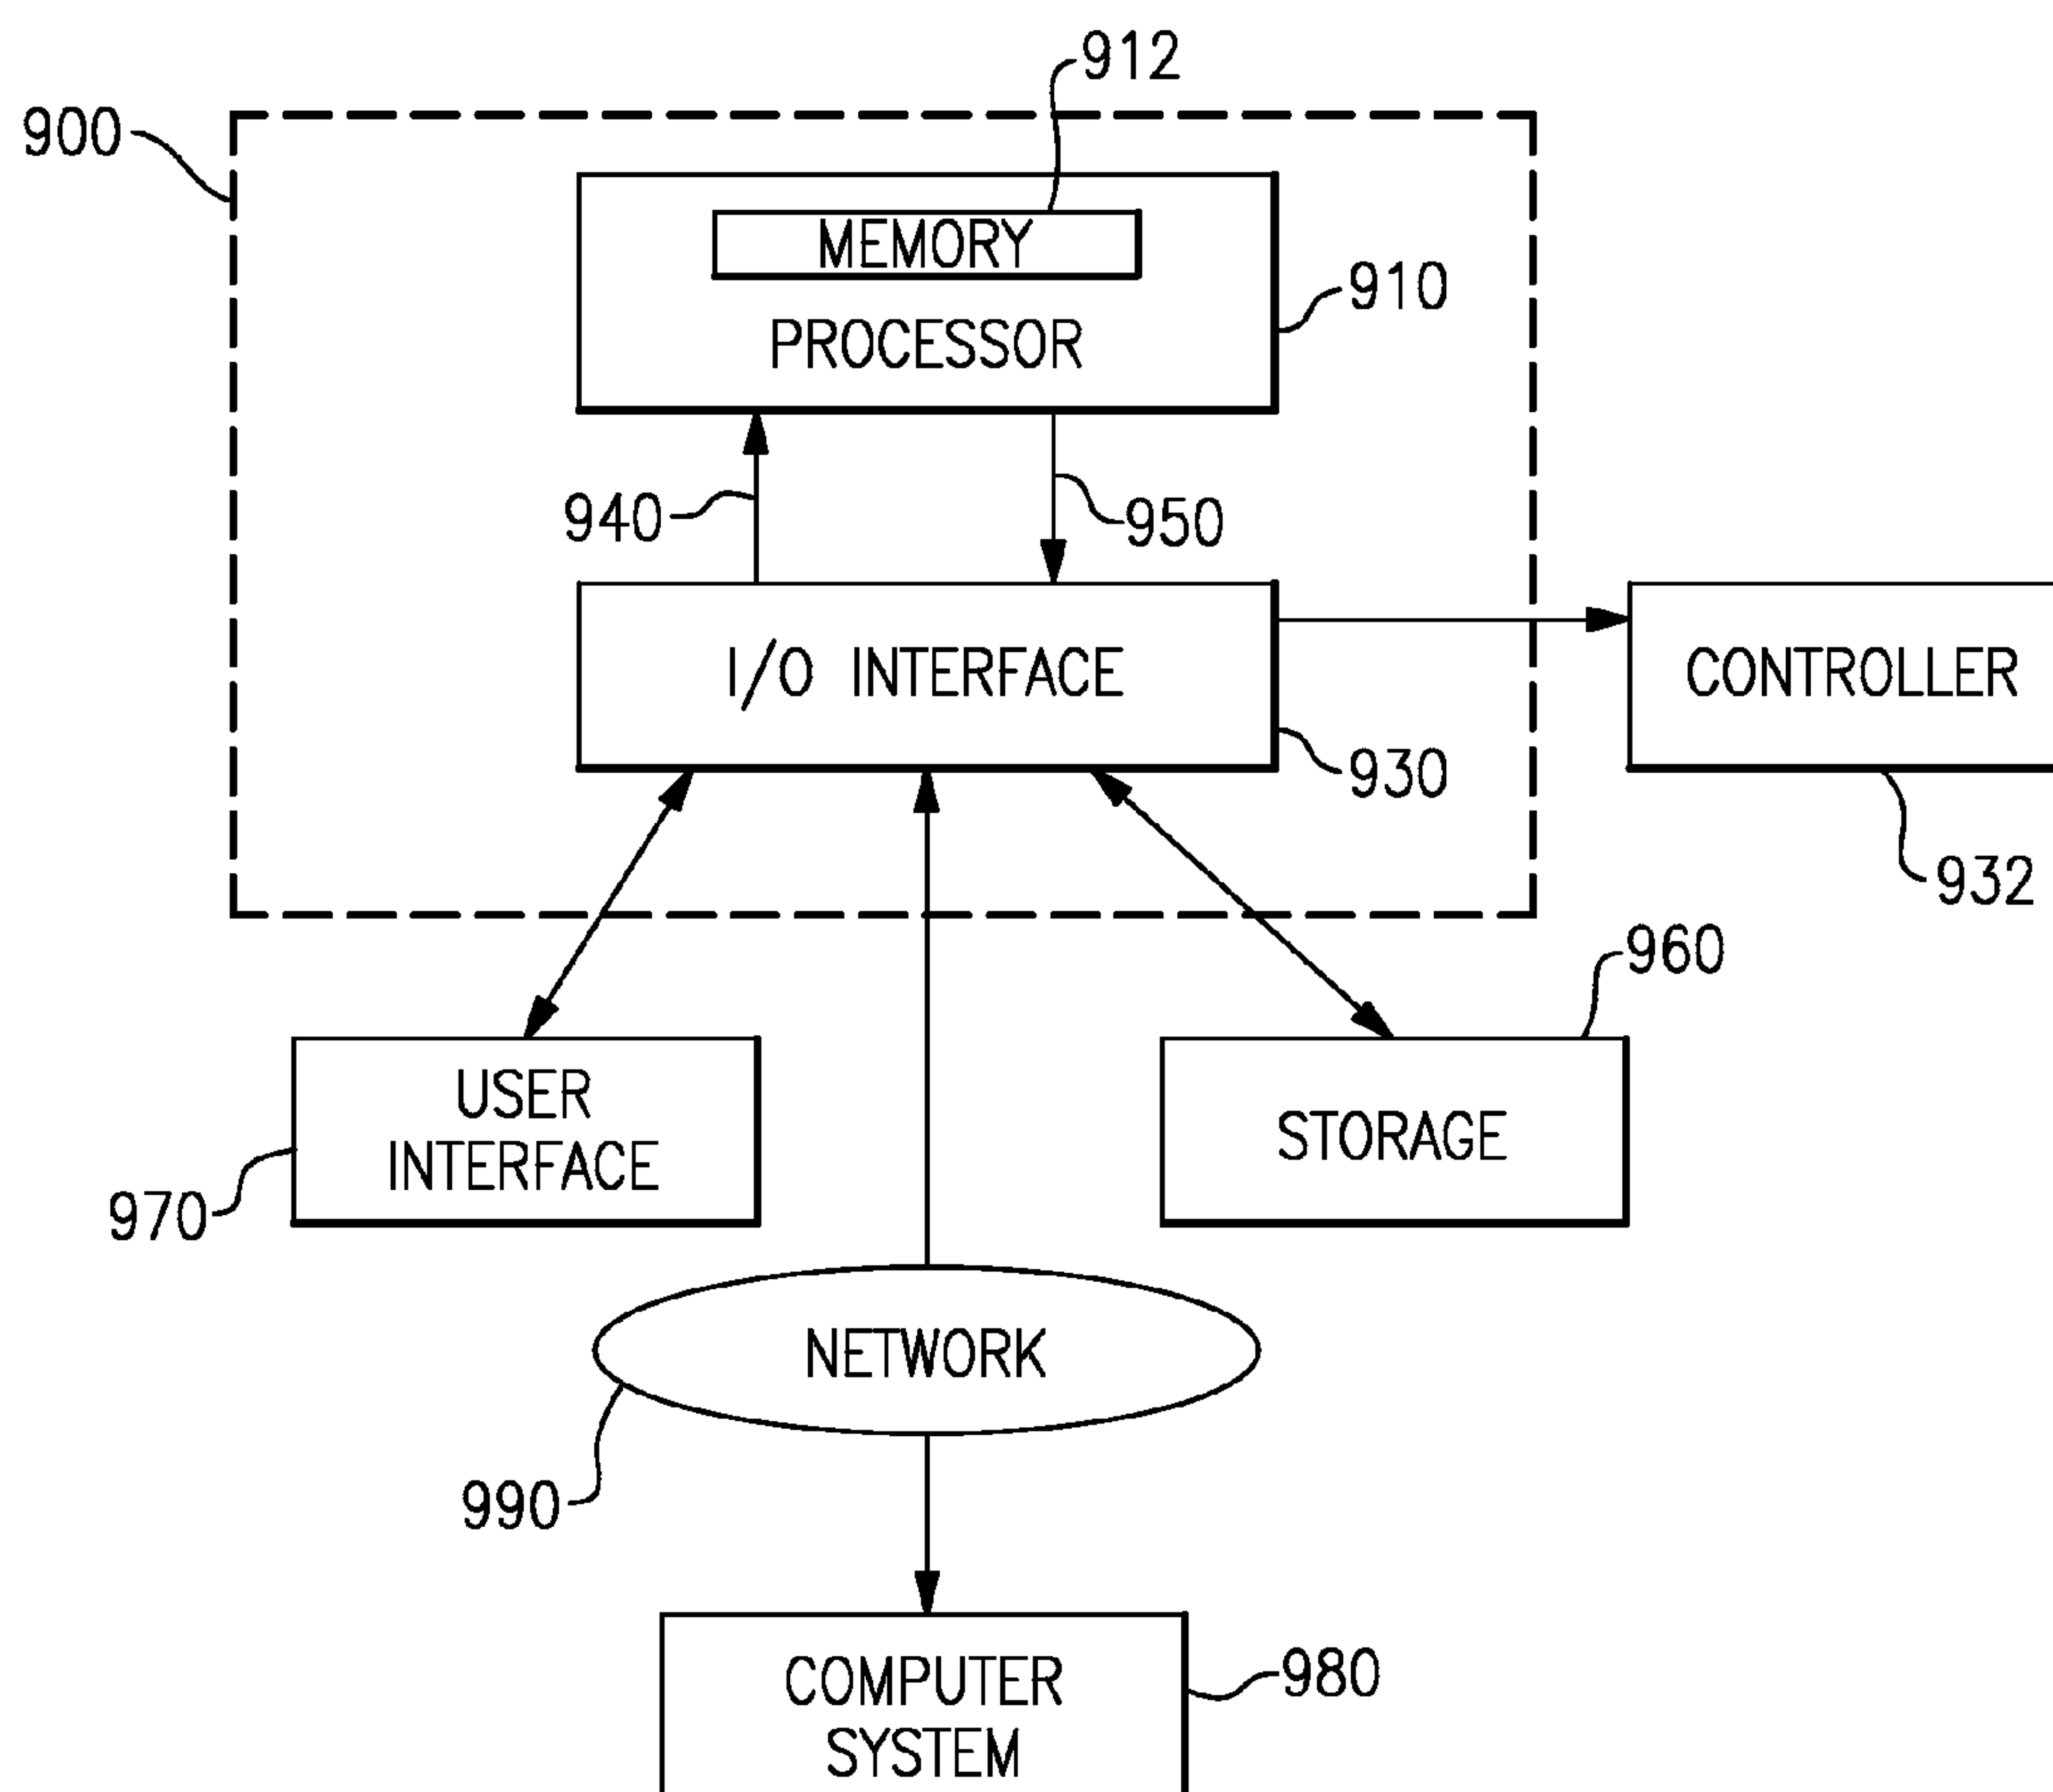 912
900
MEMORY
910
PROCESSOR
940
950
I/O INTERFACE
CONTROLLER
930
932
960
USER
INTERFACE
STORAGE
970
NETWORK
990
COMPUTER
SYSTEM
980